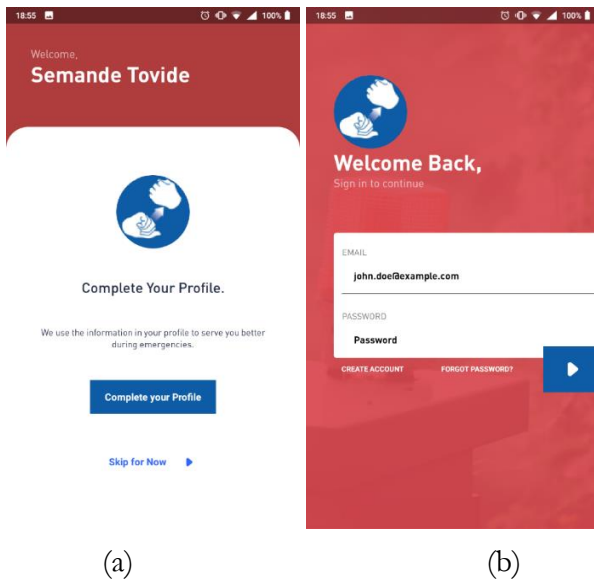 18:55
100%
Welcome,
Semande Tovide
Complete Your Profile.
We use the information in your profile to serve you better
during emergencies.
Complete your Profile
Skip for Now
(a)
18:55
100%
Welcome Back,
Sign in to continue
EMAIL
john.doe@example.com
PASSWORD
Password
CREATE ACCOUNT FORGOT PASSWORD?
(b)